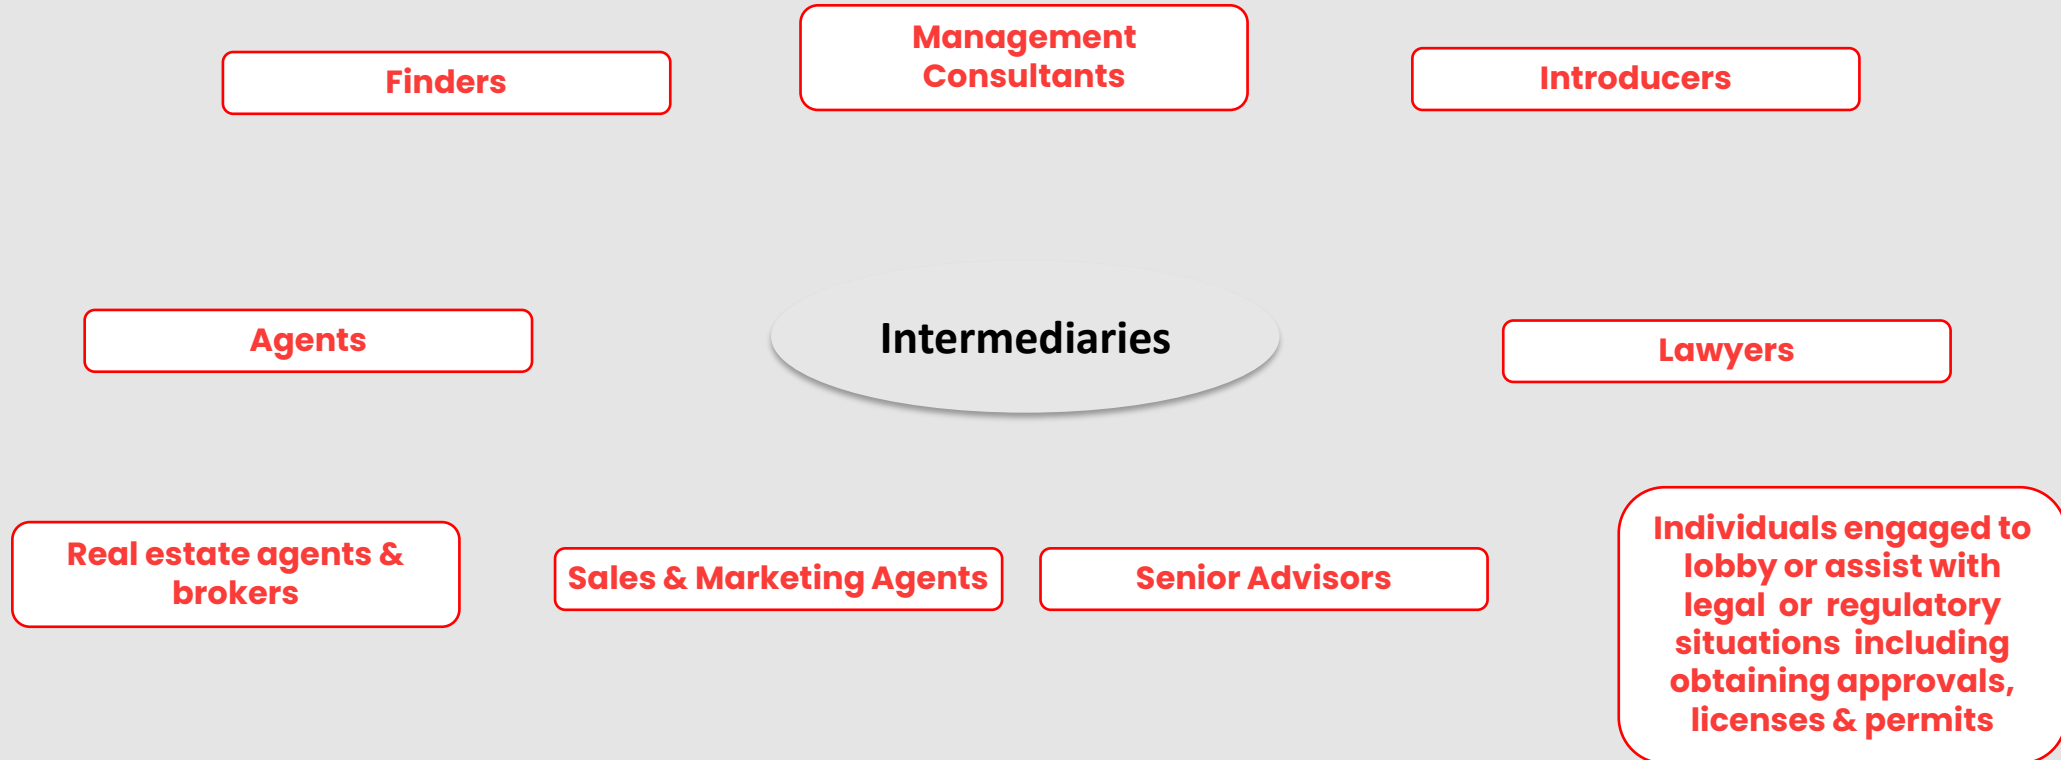 Management
Consultants
Finders
Introducers
Agents
Intermediaries
Lawyers
Real estate agents &
brokers
Sales & Marketing Agents
Senior Advisors
Individuals engaged to
lobby or assist with
legal or regulatory
situations including
obtaining approvals,
licenses & permits